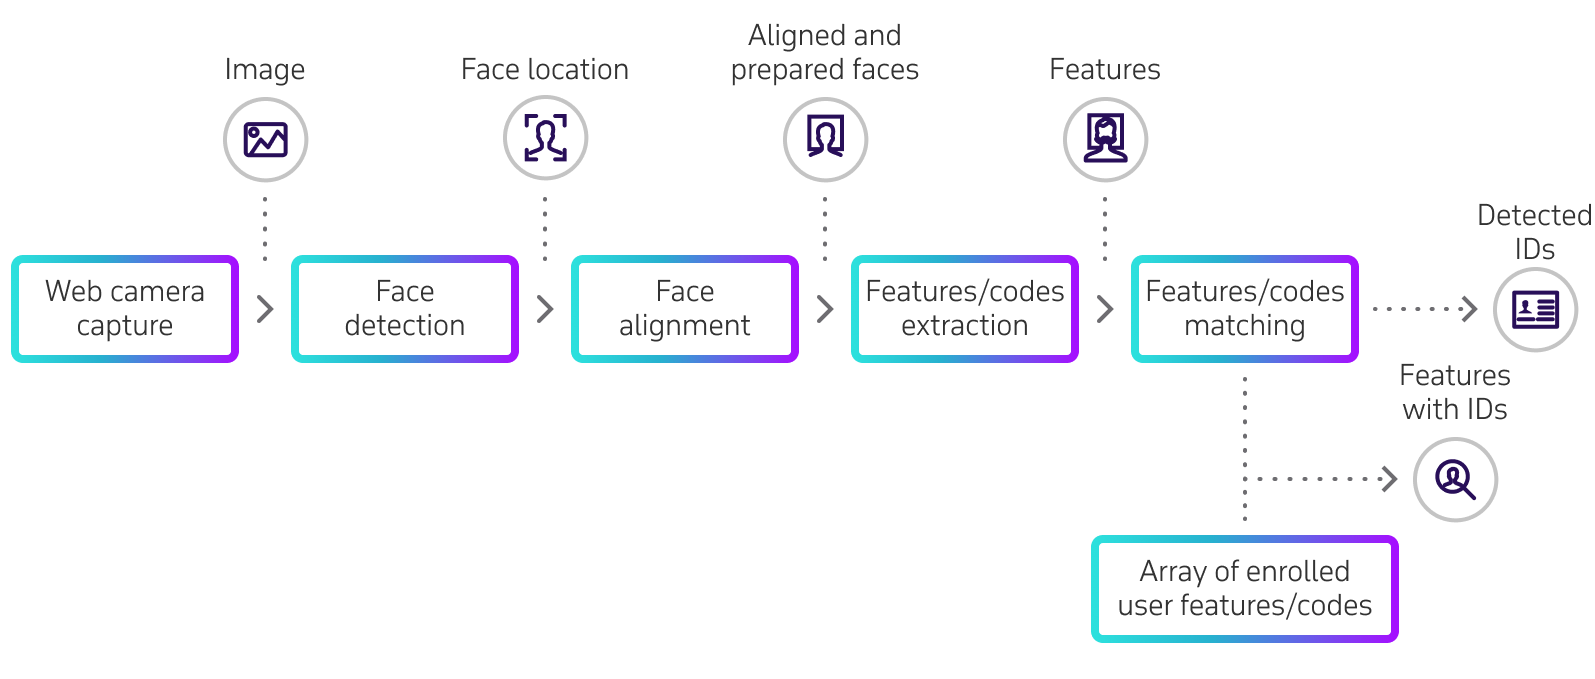 Image
Face location
Aligned and
prepared faces
Features
Detected
IDs
Web camera
capture
Face
detection
Face
alignment
Features/codes
extraction
Features/codes
matching
Features
with IDs
Array of enrolled
user features/codes